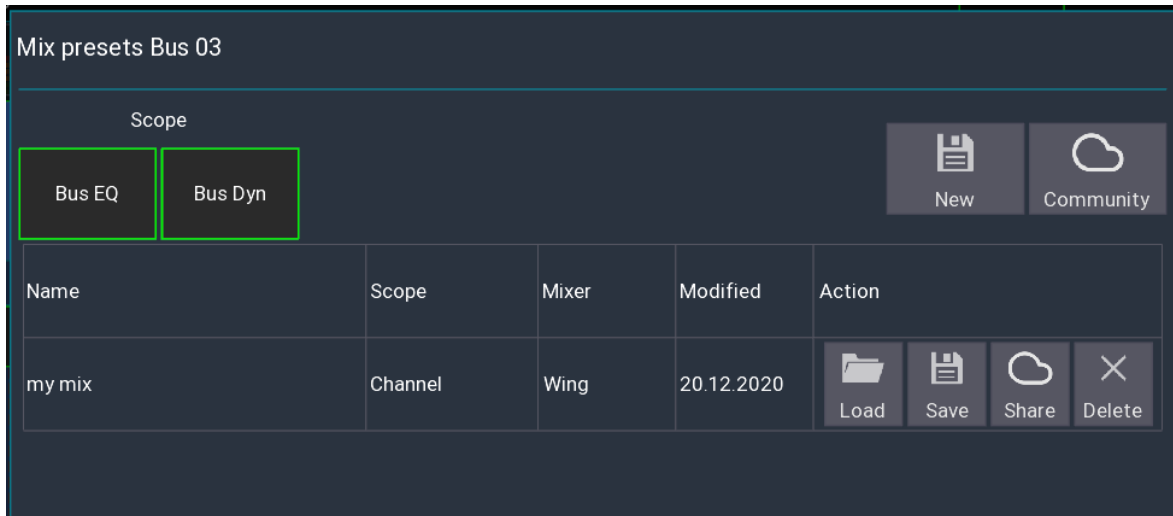 Mix presets Bus 03
Scope
Bus EQ Bus Dyn New Community
Name Scope Mixer Modified Action
my mix Channel Wing 20.12.2020 Load Save Share Delete